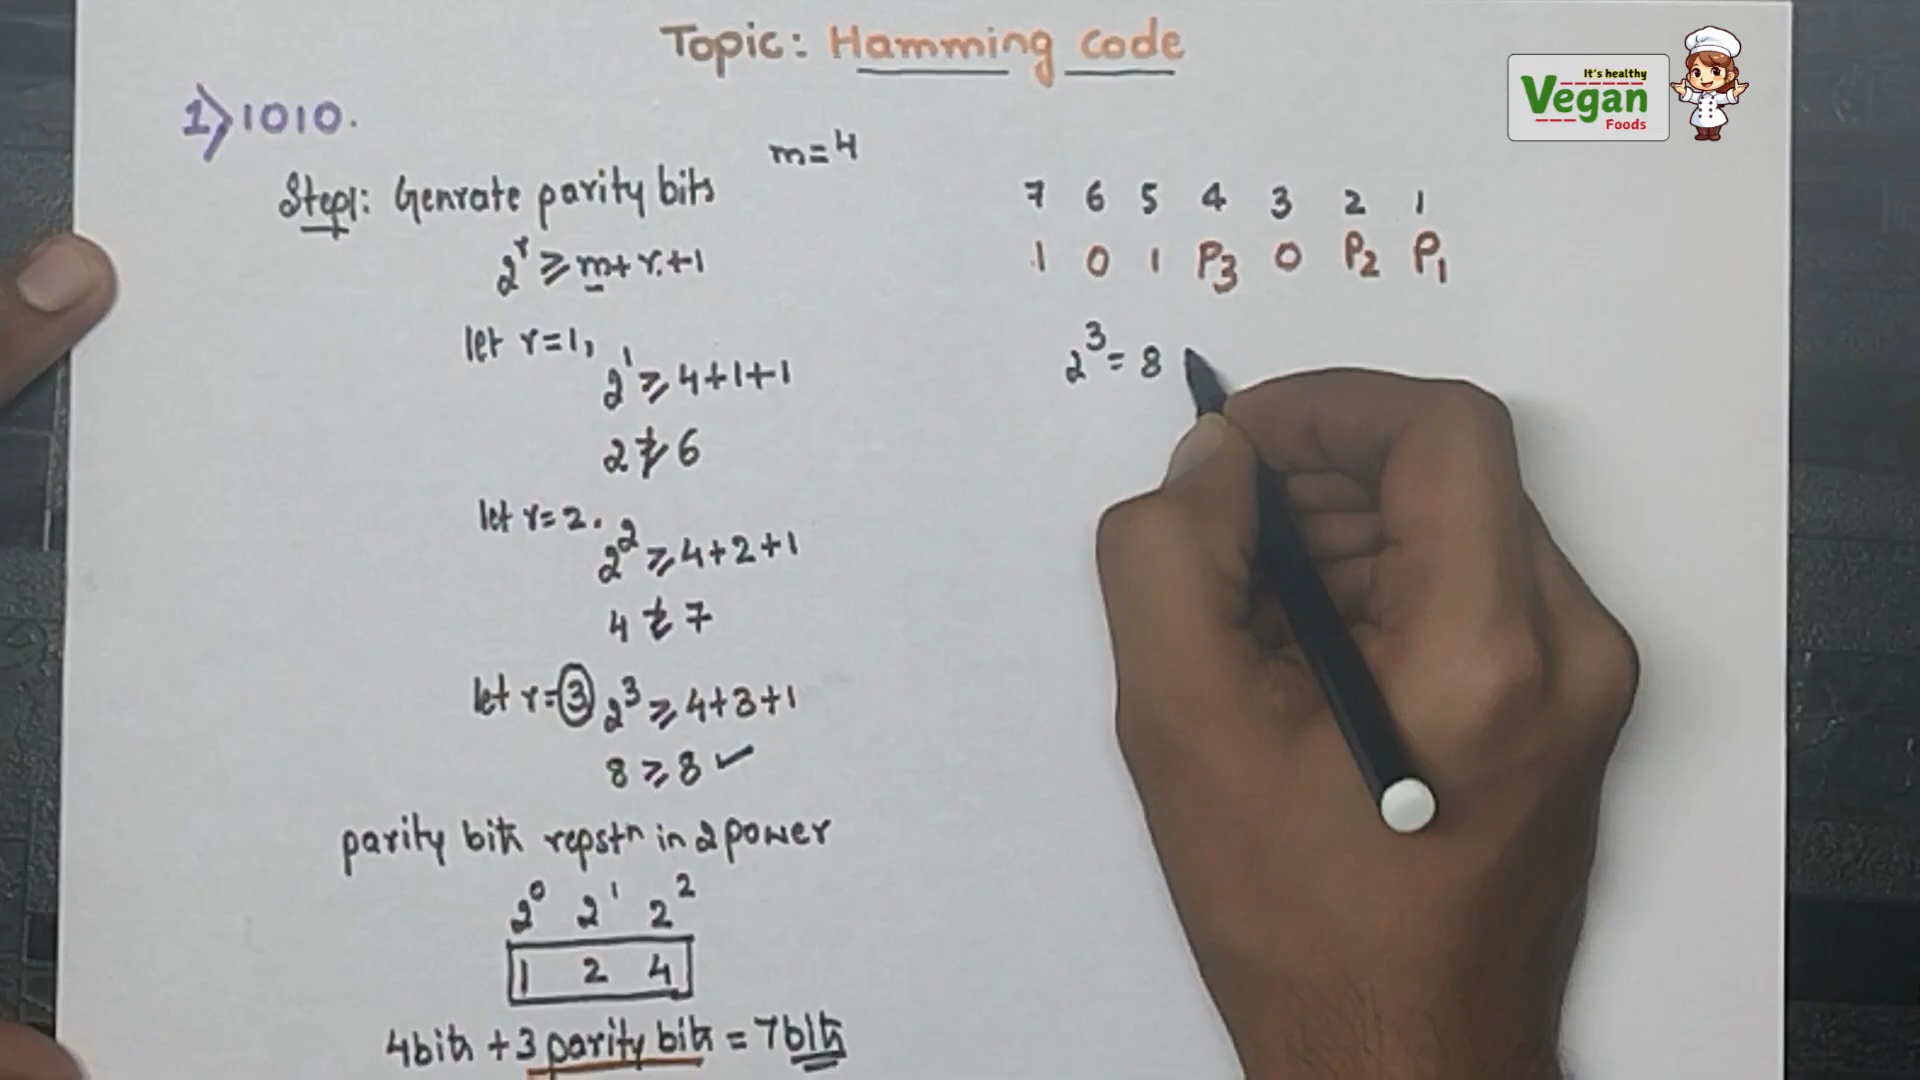 Topic: Hamming code
It's healthy
Vegan
Foods
1) 1010.
m=4
Step1: Genrate parity bits
2^r ≥ m+r+1
let r=1,
2^1 ≥ 4+1+1
2 ≱ 6
let r=2.
2^2 ≥ 4+2+1
4 ≱ 7
let r=3 2^3 ≥ 4+3+1
8 ≥ 8 ✓
parity bits repstn in 2 power
2^0 2^1 2^2
1 2 4
4bits + 3 parity bits = 7bits
7 6 5 4 3 2 1
1 0 1 P3 0 P2 P1
2^3 = 8